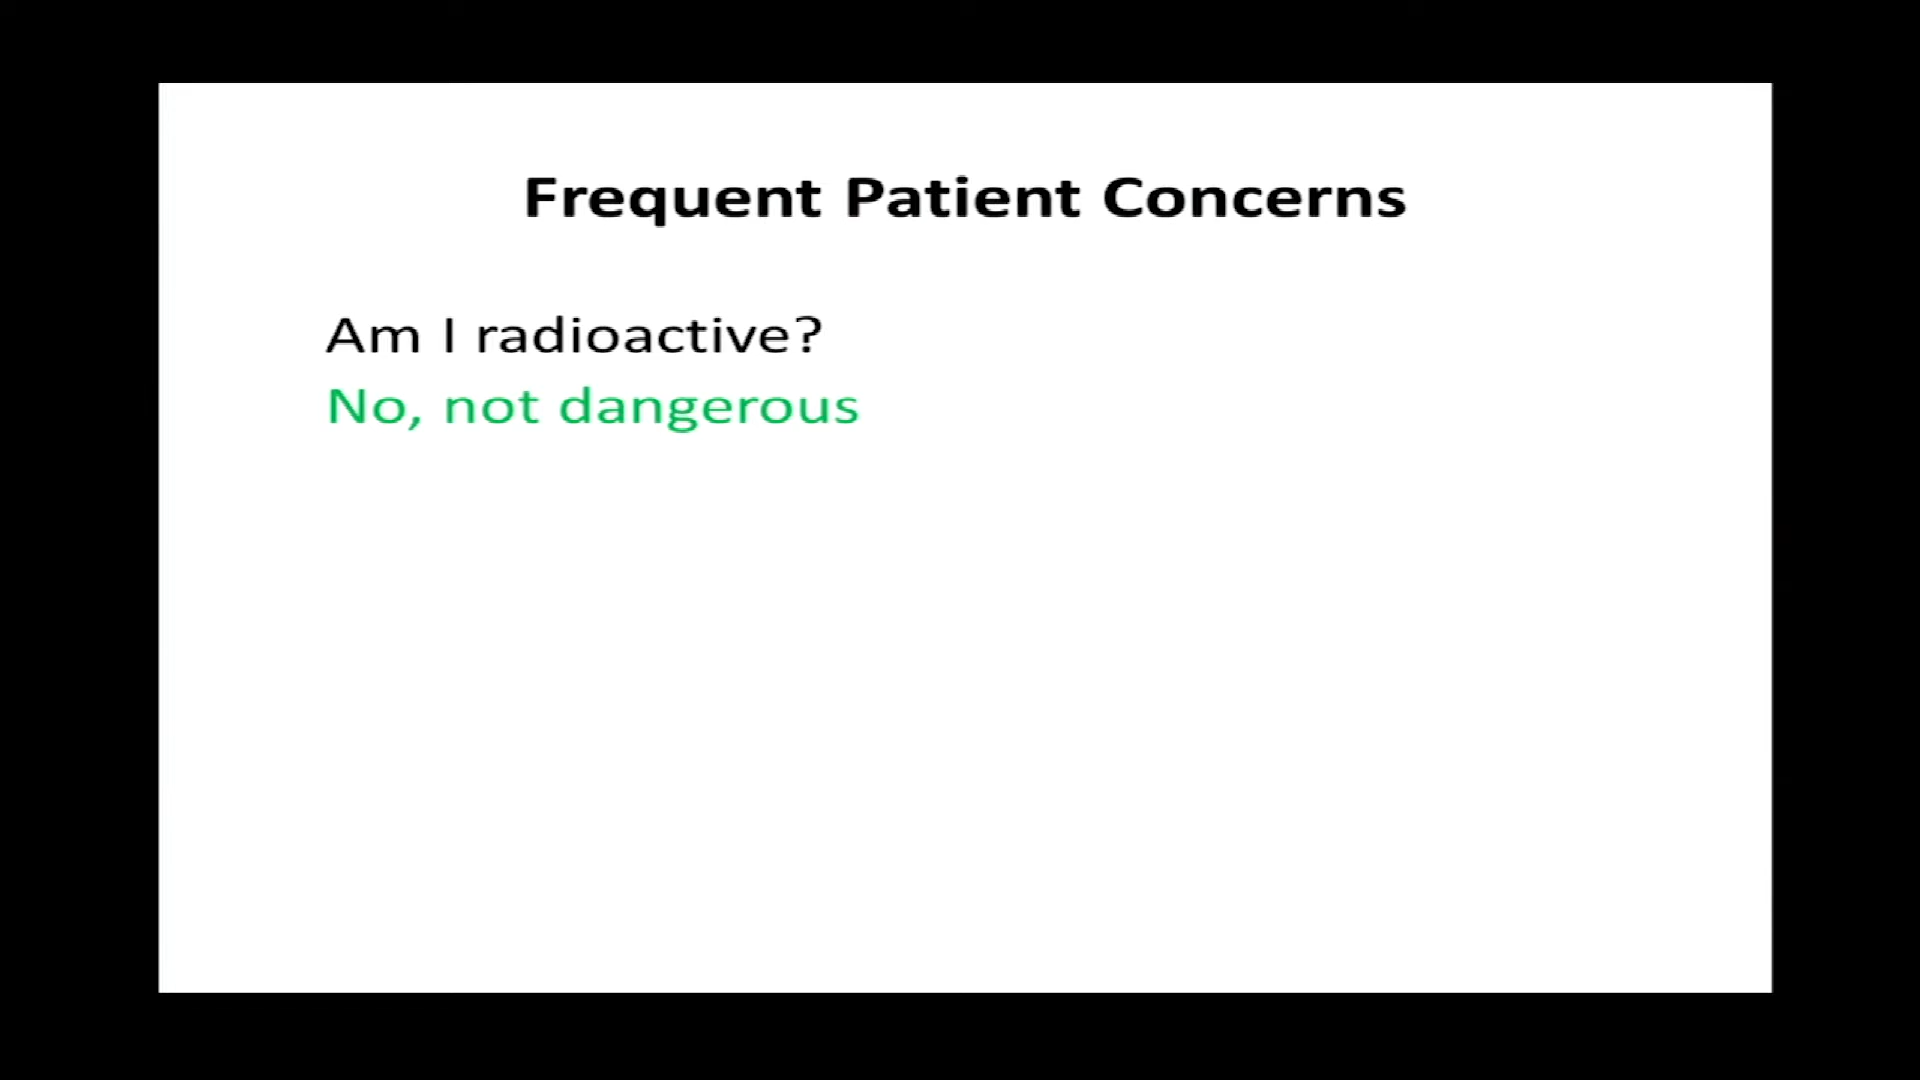 Frequent Patient Concerns
Am I radioactive?
No, not dangerous